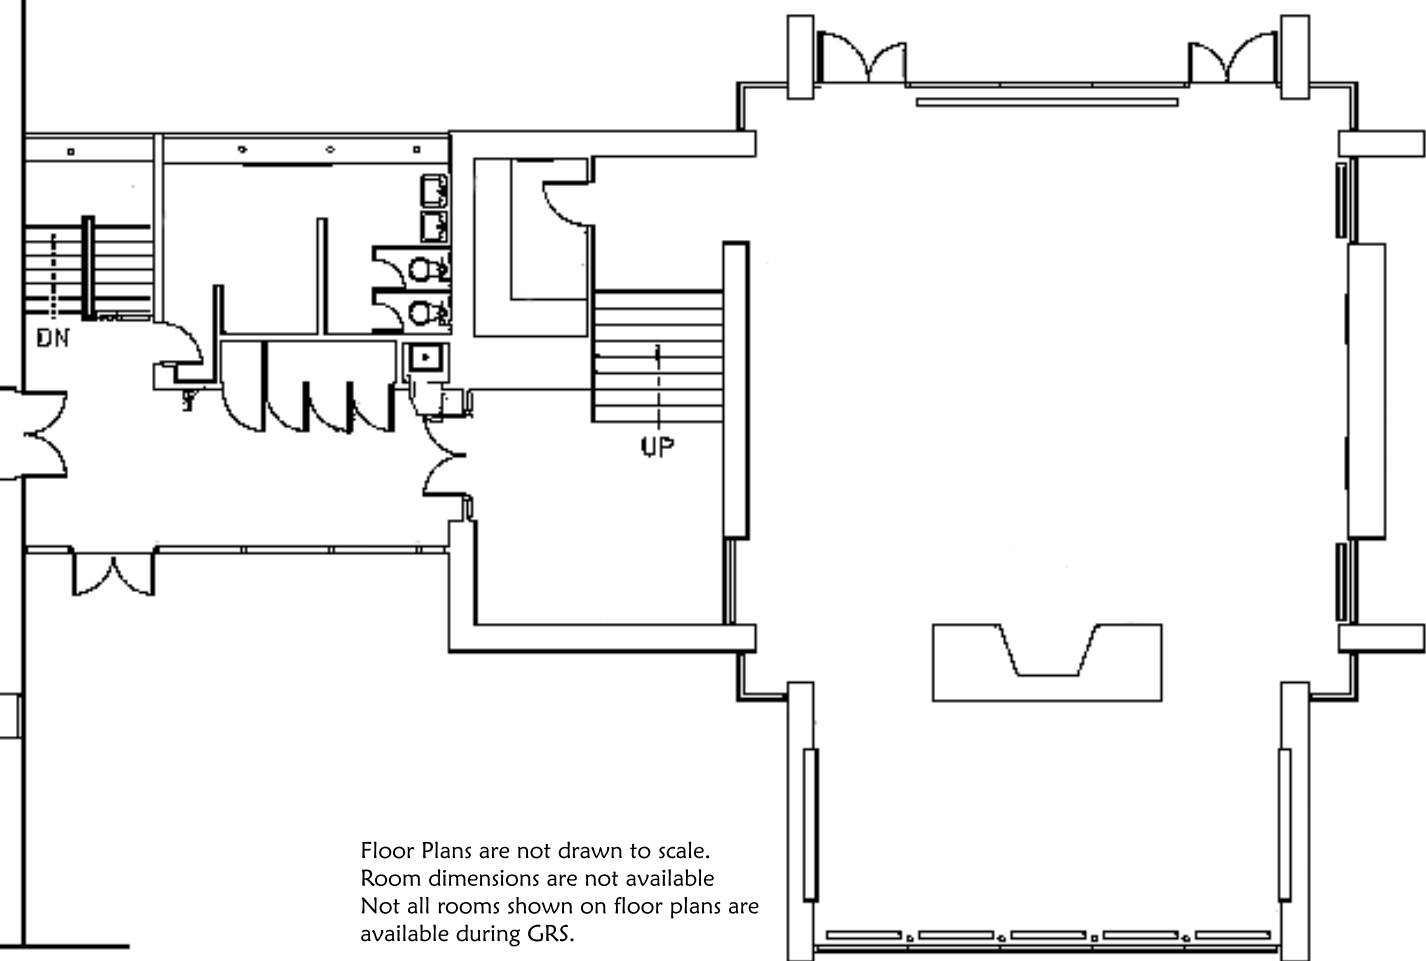 DN
UP
Floor Plans are not drawn to scale.
Room dimensions are not available
Not all rooms shown on floor plans are
available during GRS.